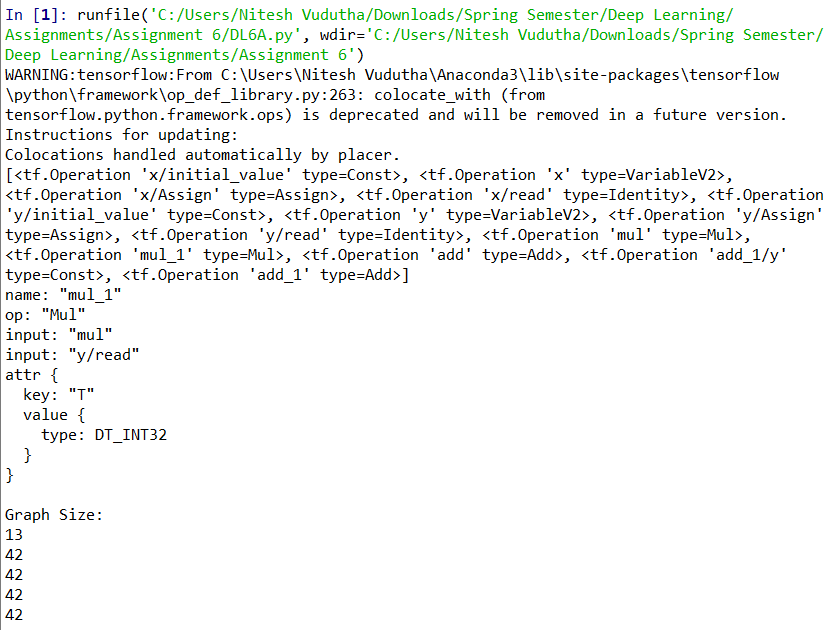 In [1]: runfile('C:/Users/Nitesh Vudutha/Downloads/Spring Semester/Deep Learning/
Assignments/Assignment 6/DL6A.py', wdir='C:/Users/Nitesh Vudutha/Downloads/Spring Semester/
Deep Learning/Assignments/Assignment 6')
WARNING:tensorflow:From C:\Users\Nitesh Vudutha\Anaconda3\lib\site-packages\tensorflow
\python\framework\op_def_library.py:263: colocate_with (from
tensorflow.python.framework.ops) is deprecated and will be removed in a future version.
Instructions for updating:
Colocations handled automatically by placer.
[<tf.Operation 'x/initial_value' type=Const>, <tf.Operation 'x' type=VariableV2>,
<tf.Operation 'x/Assign' type=Assign>, <tf.Operation 'x/read' type=Identity>, <tf.Operation
'y/initial_value' type=Const>, <tf.Operation 'y' type=VariableV2>, <tf.Operation 'y/Assign'
type=Assign>, <tf.Operation 'y/read' type=Identity>, <tf.Operation 'mul' type=Mul>,
<tf.Operation 'mul_1' type=Mul>, <tf.Operation 'add' type=Add>, <tf.Operation 'add_1/y'
type=Const>, <tf.Operation 'add_1' type=Add>]
name: "mul_1"
op: "Mul"
input: "mul"
input: "y/read"
attr {
  key: "T"
  value {
    type: DT_INT32
  }
}

Graph Size:
13
42
42
42
42